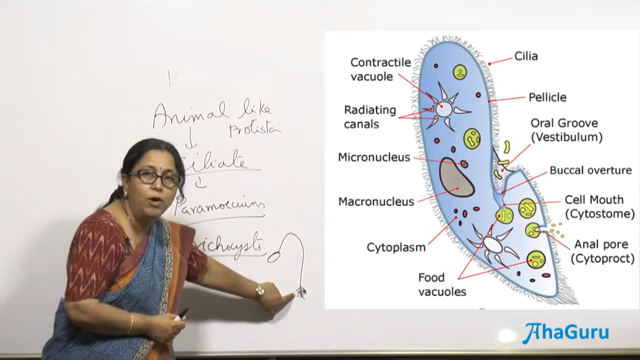 Animal like
Protista
Ciliate
Paramoecium
Trichocysts
Contractile
vacuole
Radiating
canals
Micronucleus
Macronucleus
Cytoplasm
Food
vacuoles
Cilia
Pellicle
Oral Groove
(Vestibulum)
Buccal overture
Cell Mouth
(Cytostome)
Anal pore
(Cytoproct)
AhaGuru